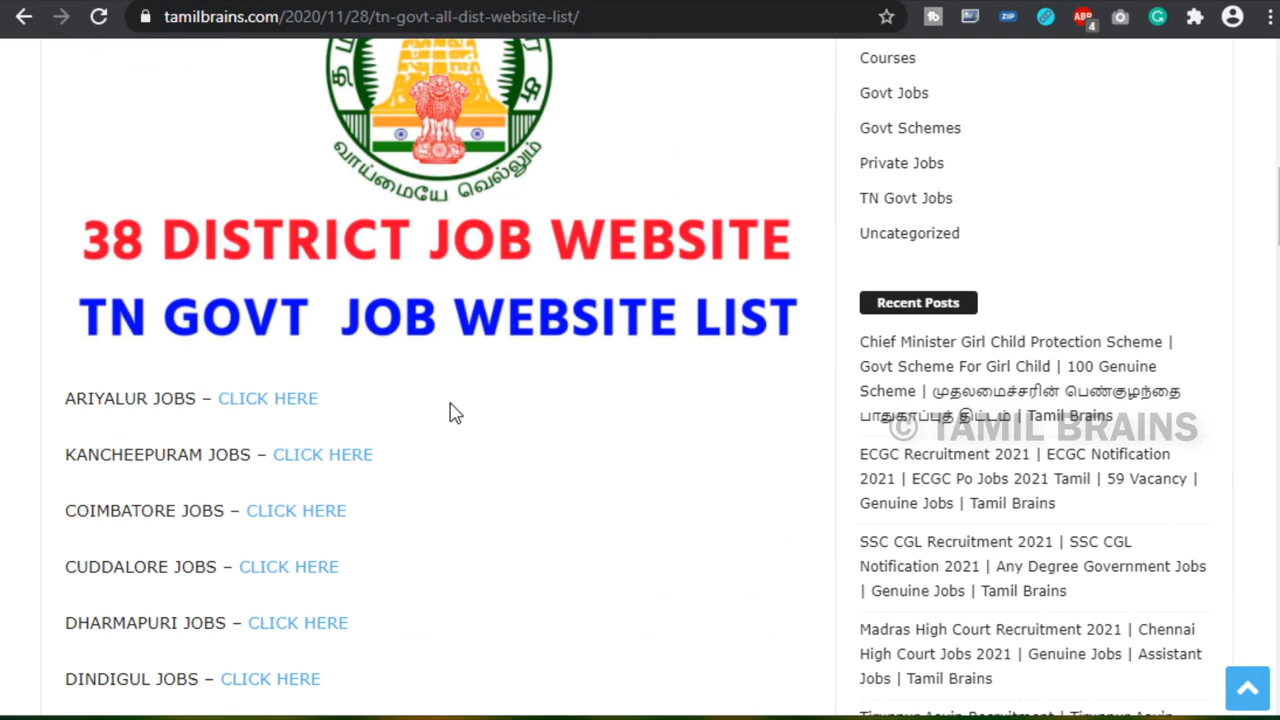 tamilbrains.com/2020/11/28/tn-govt-all-dist-website-list/
ZIP
ABP
4
வாய்மையே வெல்லும்
38 DISTRICT JOB WEBSITE
TN GOVT JOB WEBSITE LIST
ARIYALUR JOBS – CLICK HERE
KANCHEEPURAM JOBS – CLICK HERE
COIMBATORE JOBS – CLICK HERE
CUDDALORE JOBS – CLICK HERE
DHARMAPURI JOBS – CLICK HERE
DINDIGUL JOBS – CLICK HERE
Courses
Govt Jobs
Govt Schemes
Private Jobs
TN Govt Jobs
Uncategorized
Recent Posts
Chief Minister Girl Child Protection Scheme |
Govt Scheme For Girl Child | 100 Genuine
Scheme | முதலமைச்சரின் பெண்குழந்தை
பாதுகாப்புத் திட்டம் | Tamil Brains
© TAMIL BRAINS
ECGC Recruitment 2021 | ECGC Notification
2021 | ECGC Po Jobs 2021 Tamil | 59 Vacancy |
Genuine Jobs | Tamil Brains
SSC CGL Recruitment 2021 | SSC CGL
Notification 2021 | Any Degree Government Jobs
| Genuine Jobs | Tamil Brains
Madras High Court Recruitment 2021 | Chennai
High Court Jobs 2021 | Genuine Jobs | Assistant
Jobs | Tamil Brains